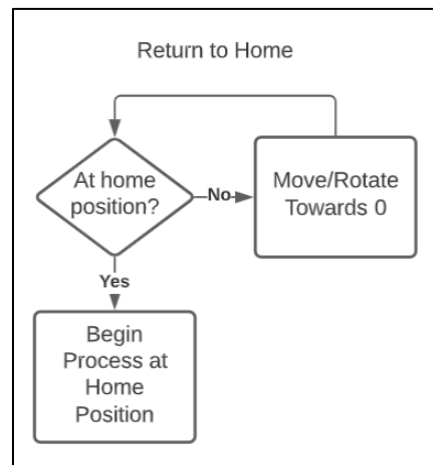 Return to Home
At home
position?
No
Move/Rotate
Towards 0
Yes
Begin
Process at
Home
Position